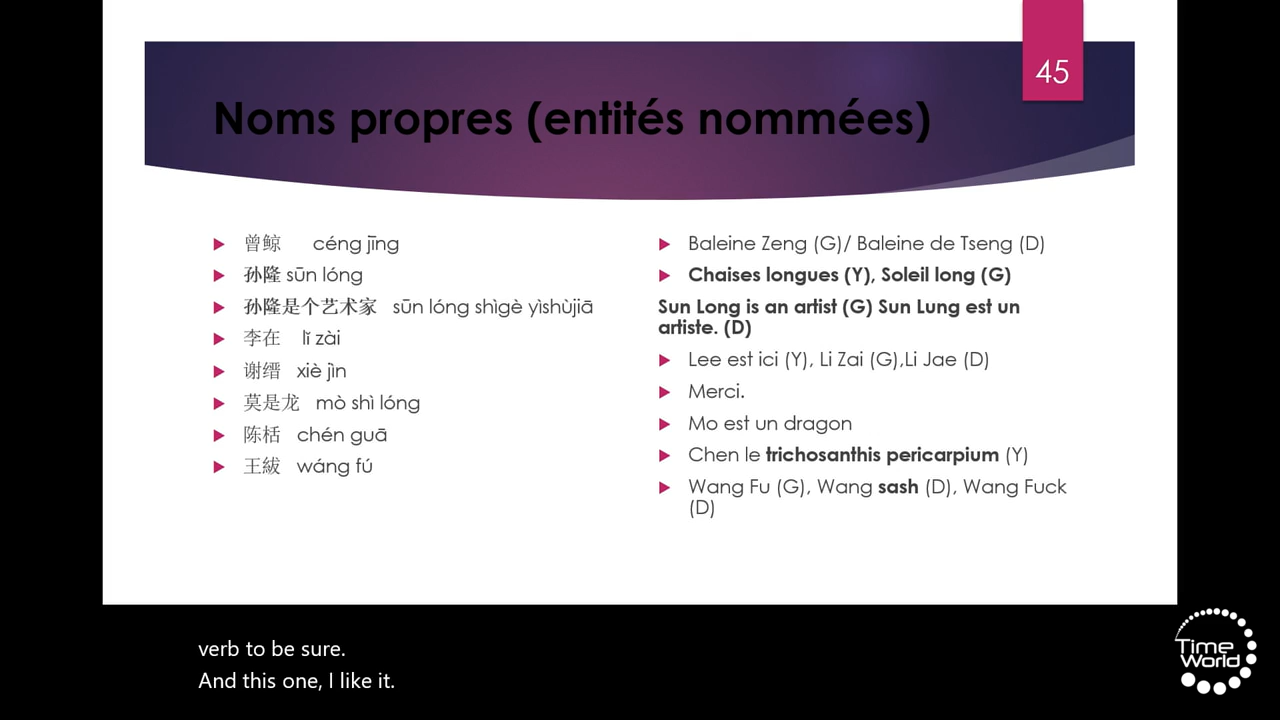 45
Noms propres (entités nommées)
曾鲸 céng jīng
孙隆 sūn lóng
孙隆是个艺术家 sūn lóng shìgè yìshùjiā
李在 lǐ zài
谢缙 xiè jìn
莫是龙 mò shì lóng
陈栝 chén guā
王紱 wáng fú
Baleine Zeng (G)/ Baleine de Tseng (D)
Chaises longues (Y), Soleil long (G)
Sun Long is an artist (G) Sun Lung est un
artiste. (D)
Lee est ici (Y), Li Zai (G),Li Jae (D)
Merci.
Mo est un dragon
Chen le trichosanthis pericarpium (Y)
Wang Fu (G), Wang sash (D), Wang Fuck
(D)
verb to be sure.
And this one, I like it.
Time
World